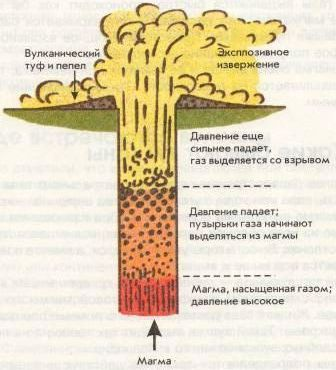 Вулканический
туф и пепел
Эксплозивное
извержение
Давление еще
сильнее падает,
газ выделяется со взрывом
Давление падает;
пузырьки газа начинают
выделяться из магмы
Магма, насыщенная газом;
давление высокое
Магма